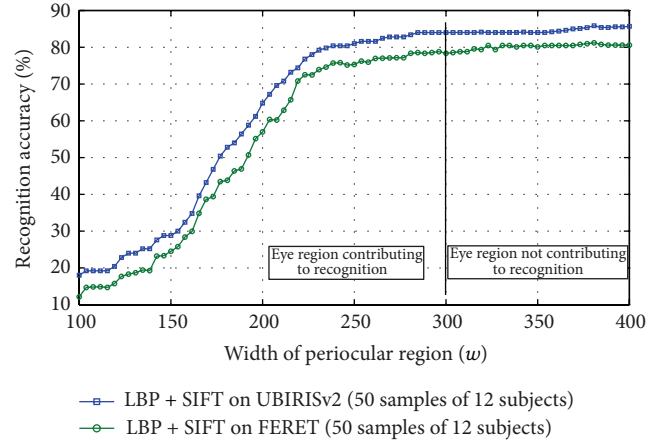 90
80
70
60
50
40
30
20
10
Recognition accuracy (%)
Eye region contributing
to recognition
Eye region not contributing
to recognition
100 150 200 250 300 350 400
Width of periocular region (w)
LBP + SIFT on UBIRISv2 (50 samples of 12 subjects)
LBP + SIFT on FERET (50 samples of 12 subjects)